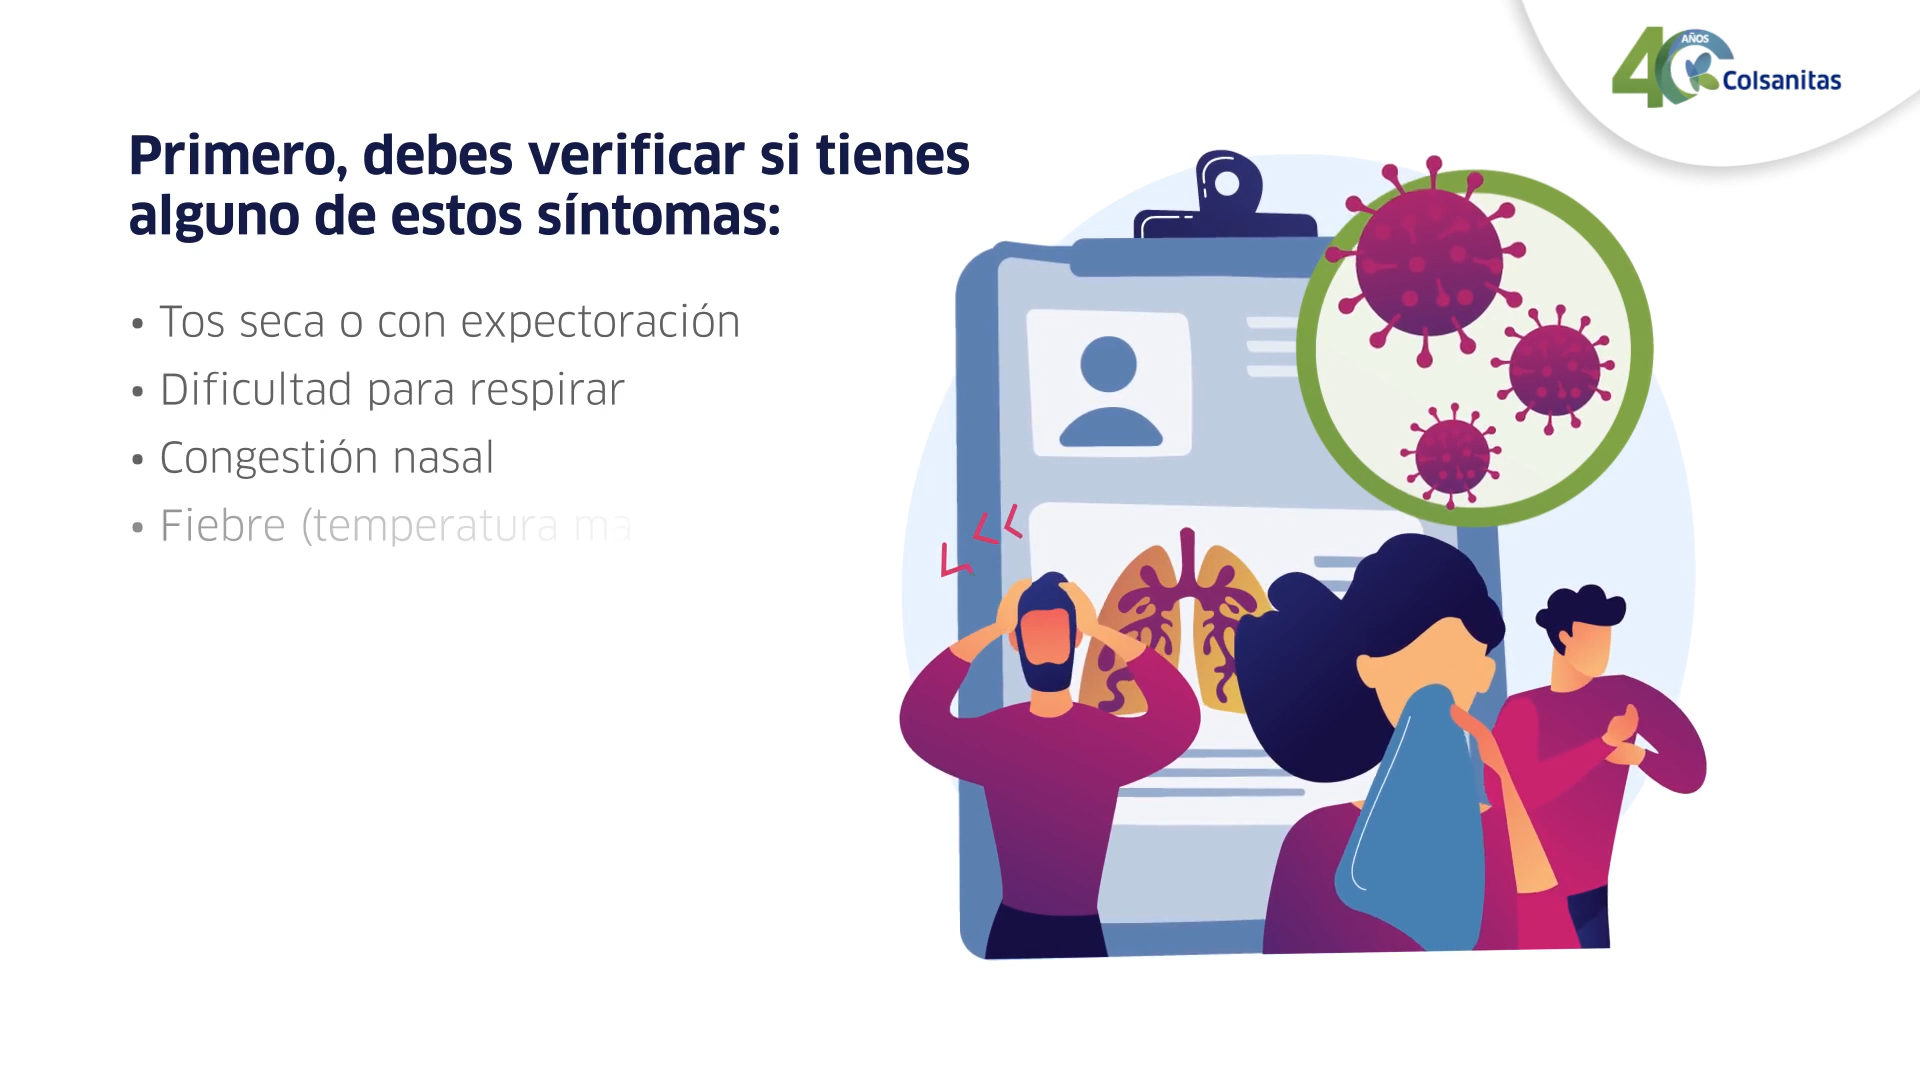 40 AÑOS Colsanitas
Primero, debes verificar si tienes
alguno de estos síntomas:
• Tos seca o con expectoración
• Dificultad para respirar
• Congestión nasal
• Fiebre (temperatura